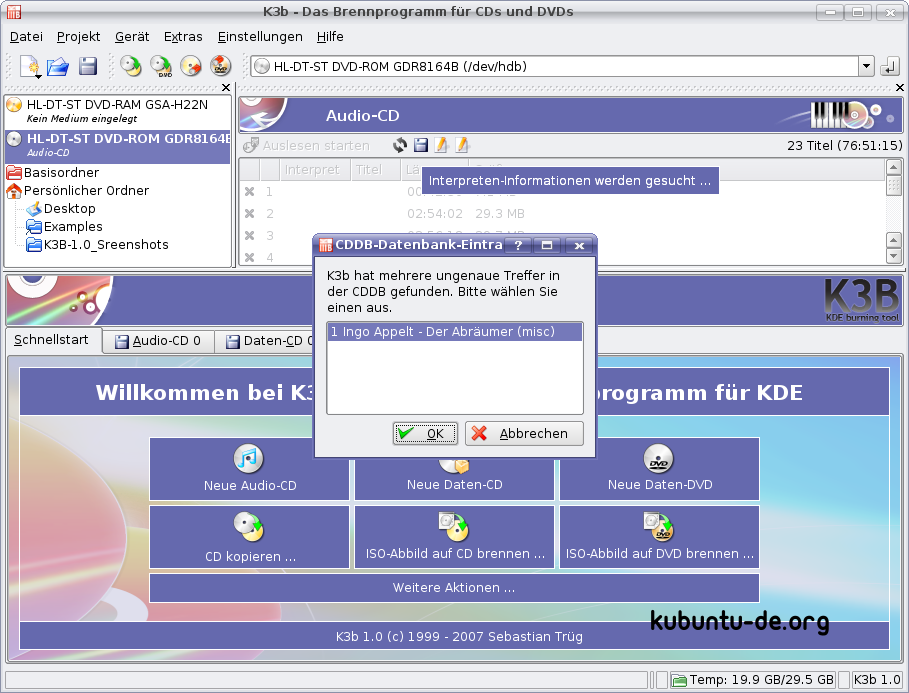 K3b - Das Brennprogramm für CDs und DVDs
Datei Projekt Gerät Extras Einstellungen Hilfe
DVD
HL-DT-ST DVD-ROM GDR8164B (/dev/hdb)
HL-DT-ST DVD-RAM GSA-H22N
Kein Medium eingelegt
HL-DT-ST DVD-ROM GDR8164B
Audio-CD
Basisordner
Persönlicher Ordner
Desktop
Examples
K3B-1.0_Sreenshots
Audio-CD
Auslesen starten
23 Titel (76:51:15)
Interpret Titel
Interpreten-Informationen werden gesucht ...
1
2 02:54:02 29.3 MB
3
4
K3B
KDE burning tool
CDDB-Datenbank-Eintra
K3b hat mehrere ungenaue Treffer in
der CDDB gefunden. Bitte wählen Sie
einen aus.
1 Ingo Appelt - Der Abräumer (misc)
OK Abbrechen
Schnellstart Audio-CD 0 Daten-CD 0
Willkommen bei K3 programm für KDE
Neue Audio-CD Neue Daten-CD Neue Daten-DVD
CD kopieren ... ISO-Abbild auf CD brennen ... ISO-Abbild auf DVD brennen ...
Weitere Aktionen ...
kubuntu-de.org
K3b 1.0 (c) 1999 - 2007 Sebastian Trüg
Temp: 19.9 GB/29.5 GB K3b 1.0